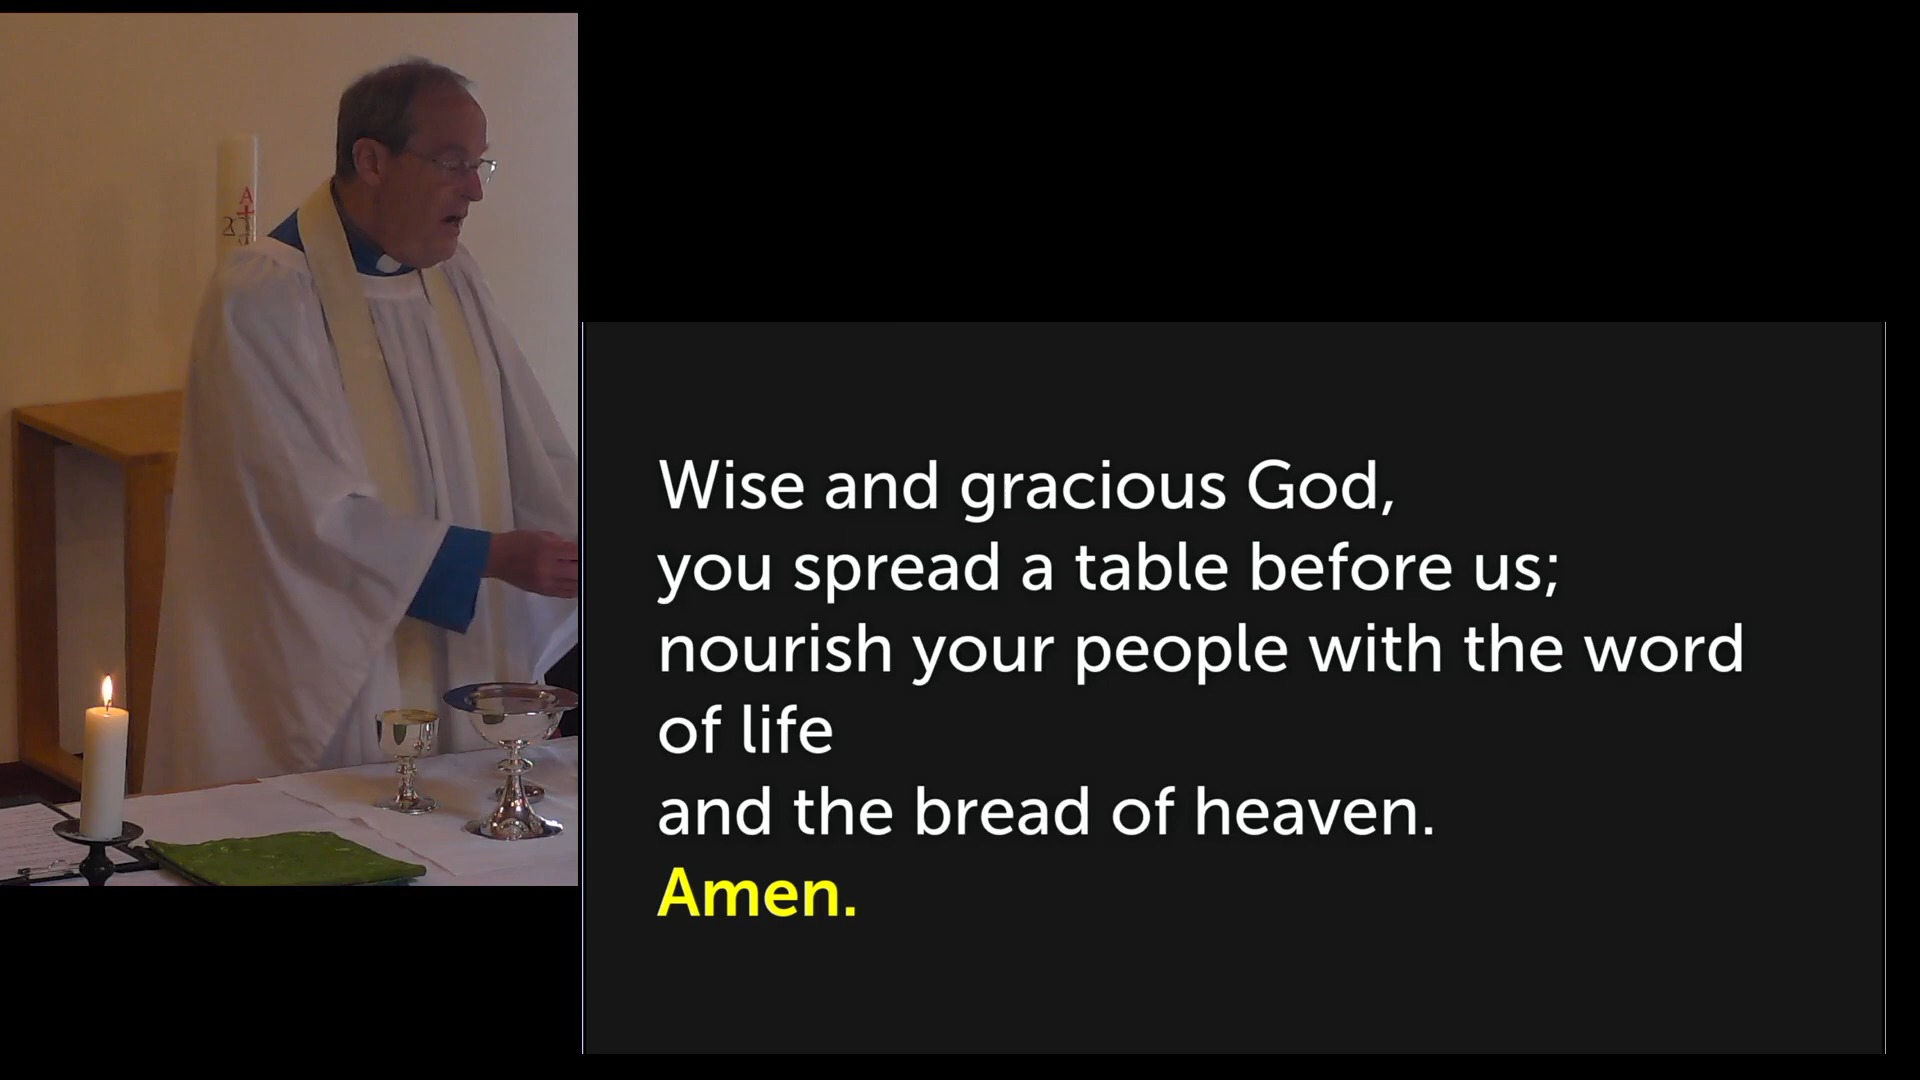 A
Wise and gracious God,
you spread a table before us;
nourish your people with the word
of life
and the bread of heaven.
Amen.